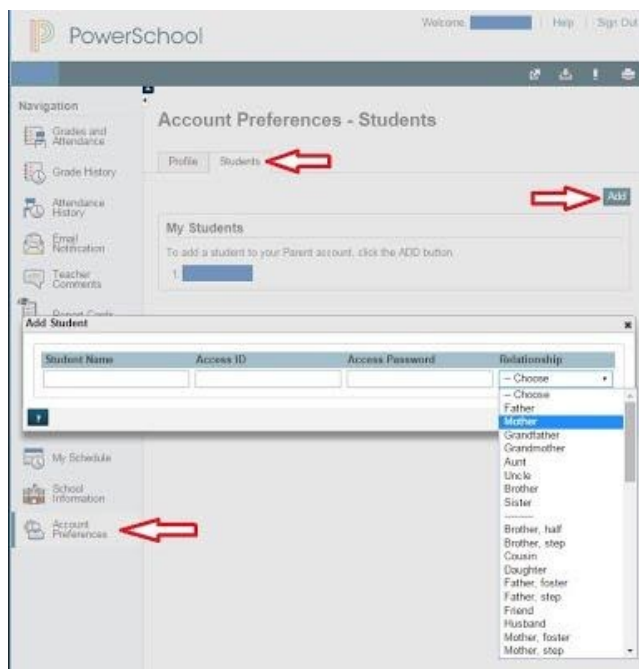 PowerSchool
Welcome, | Help | Sign Out
Navigation
Grades and
Attendance
Grade History
Attendance
History
Email
Notification
Teacher
Comments
Report Cards
Account Preferences - Students
Profile Students
Add
My Students
To add a student to your Parent account, click the ADD button.
1.
Add Student
Student Name Access ID Access Password Relationship
-- Choose
-- Choose
Father
Mother
Grandfather
Grandmother
Aunt
Uncle
Brother
Sister
----------
Brother, half
Brother, step
Cousin
Daughter
Father, foster
Father, step
Friend
Husband
Mother, foster
Mother, step
My Schedule
School
Information
Account
Preferences